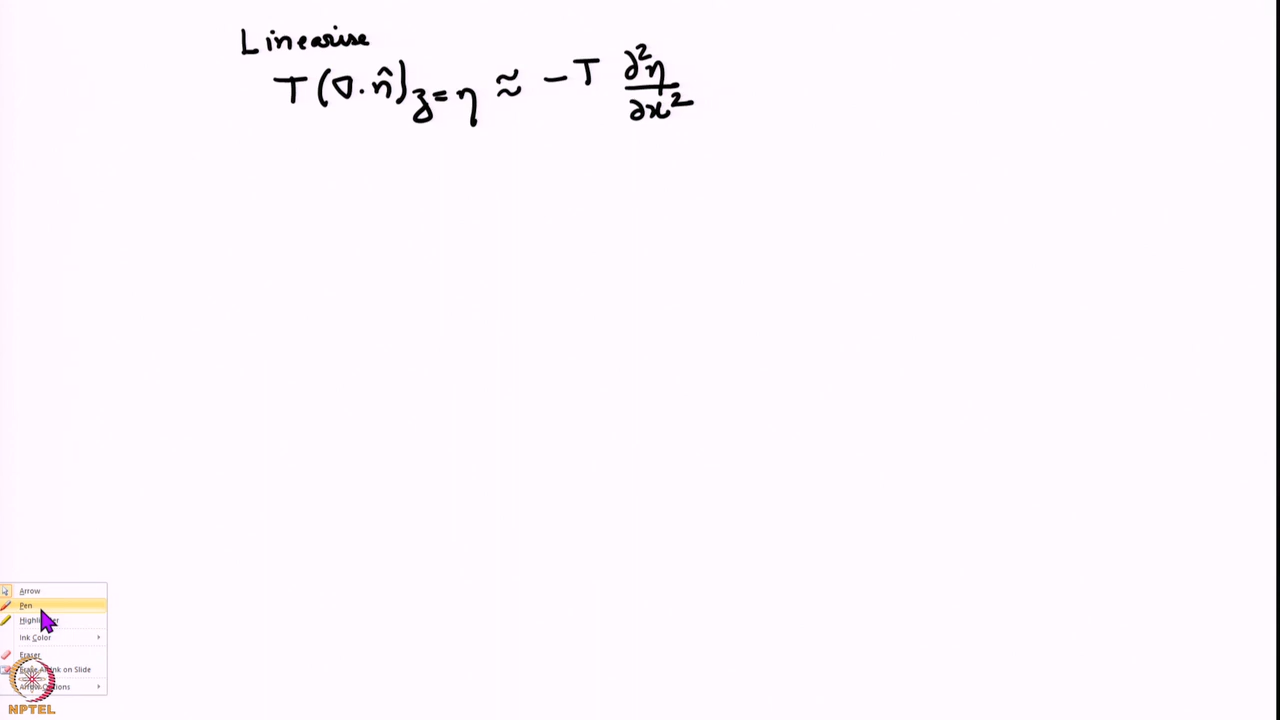 Linearise
T (∇. n̂)_{z=η} ≈ -T ∂²η/∂x²
Arrow
Pen
Ink Color
Eraser
NPTEL